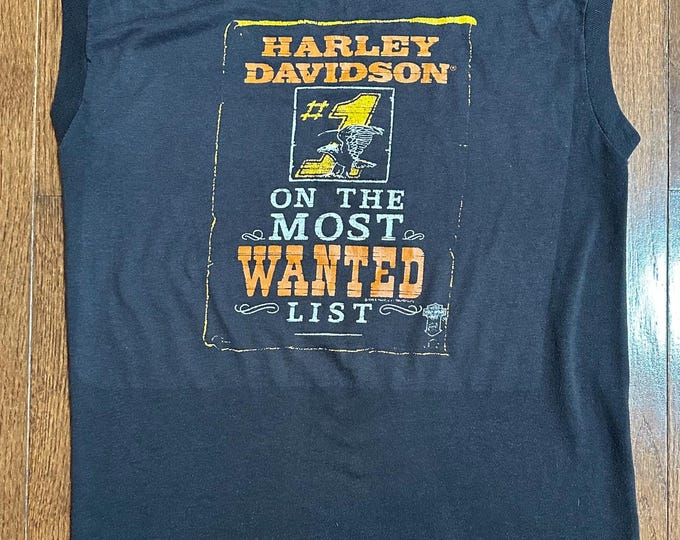 HARLEY
DAVIDSON®
#1
ON THE
MOST
WANTED
LIST